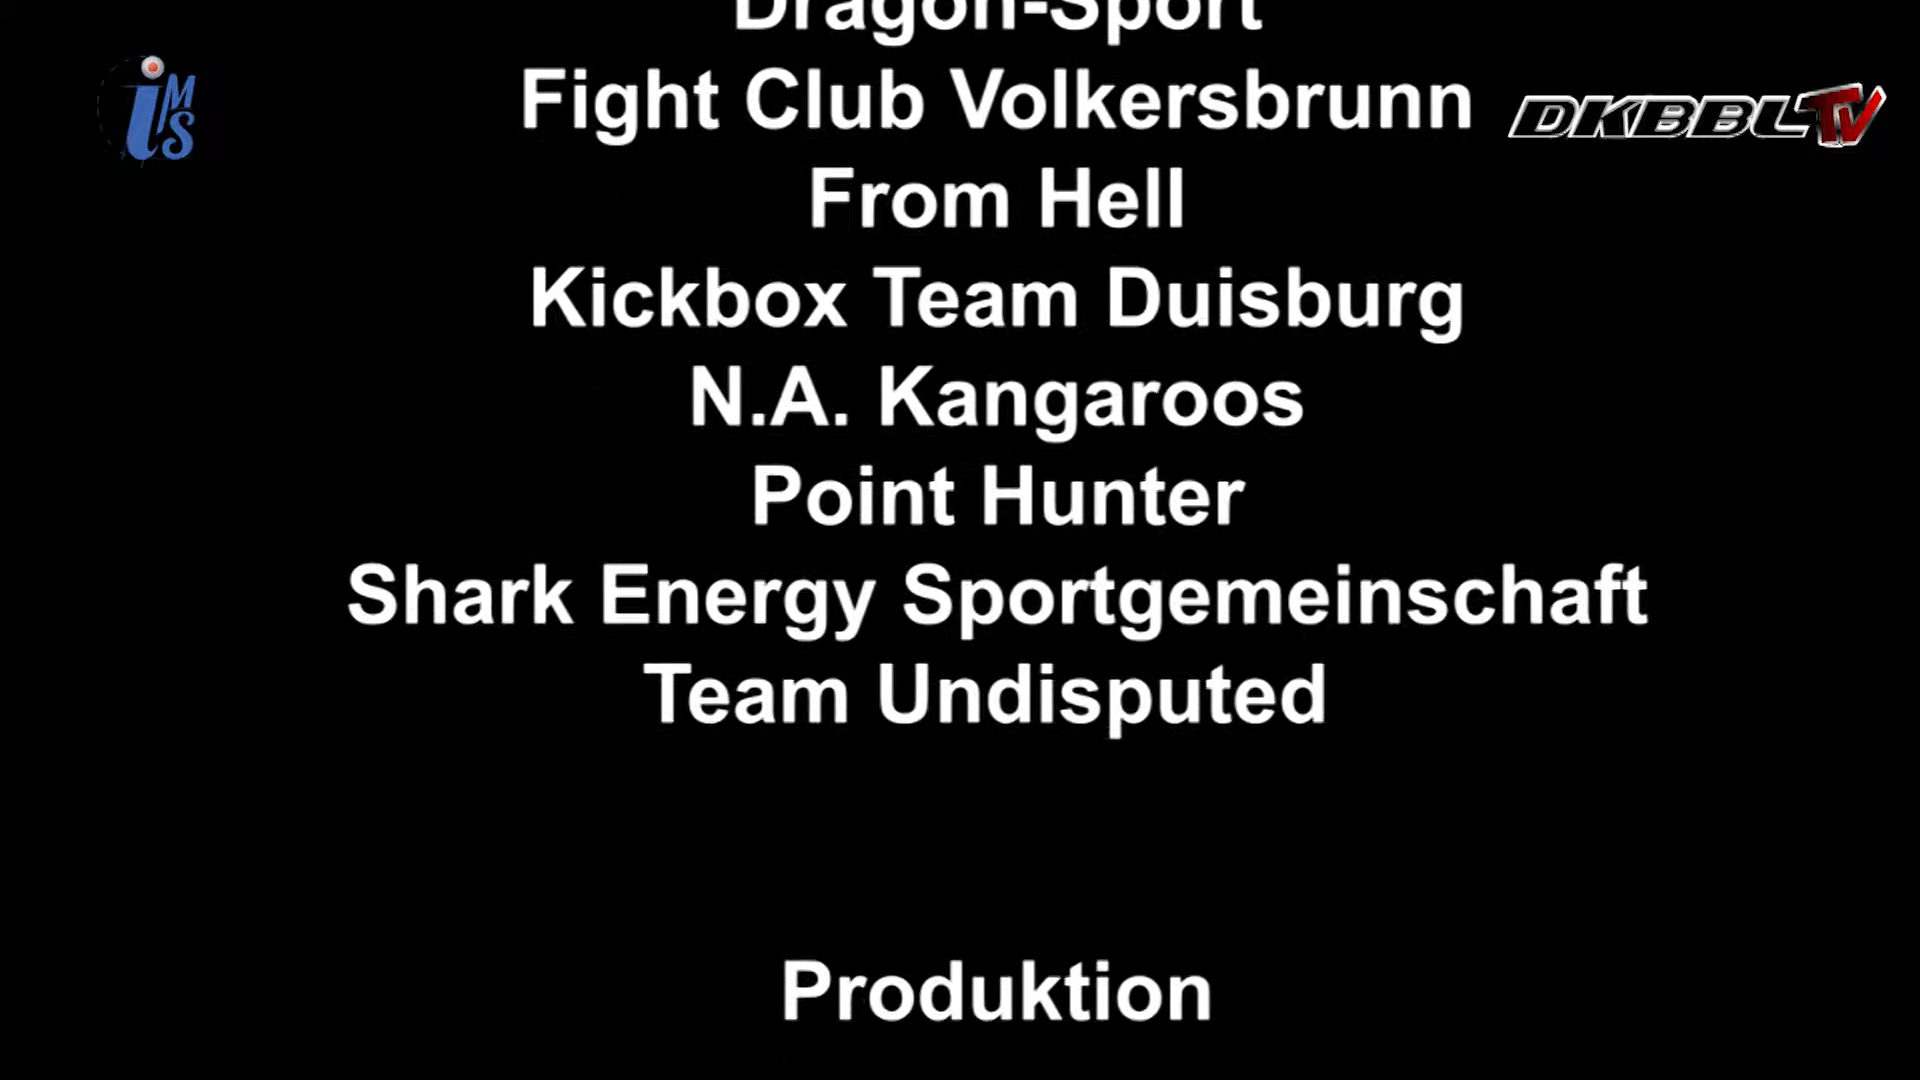 Dragon-Sport
iMS
Fight Club Volkersbrunn
DKBBL TV
From Hell
Kickbox Team Duisburg
N.A. Kangaroos
Point Hunter
Shark Energy Sportgemeinschaft
Team Undisputed
Produktion